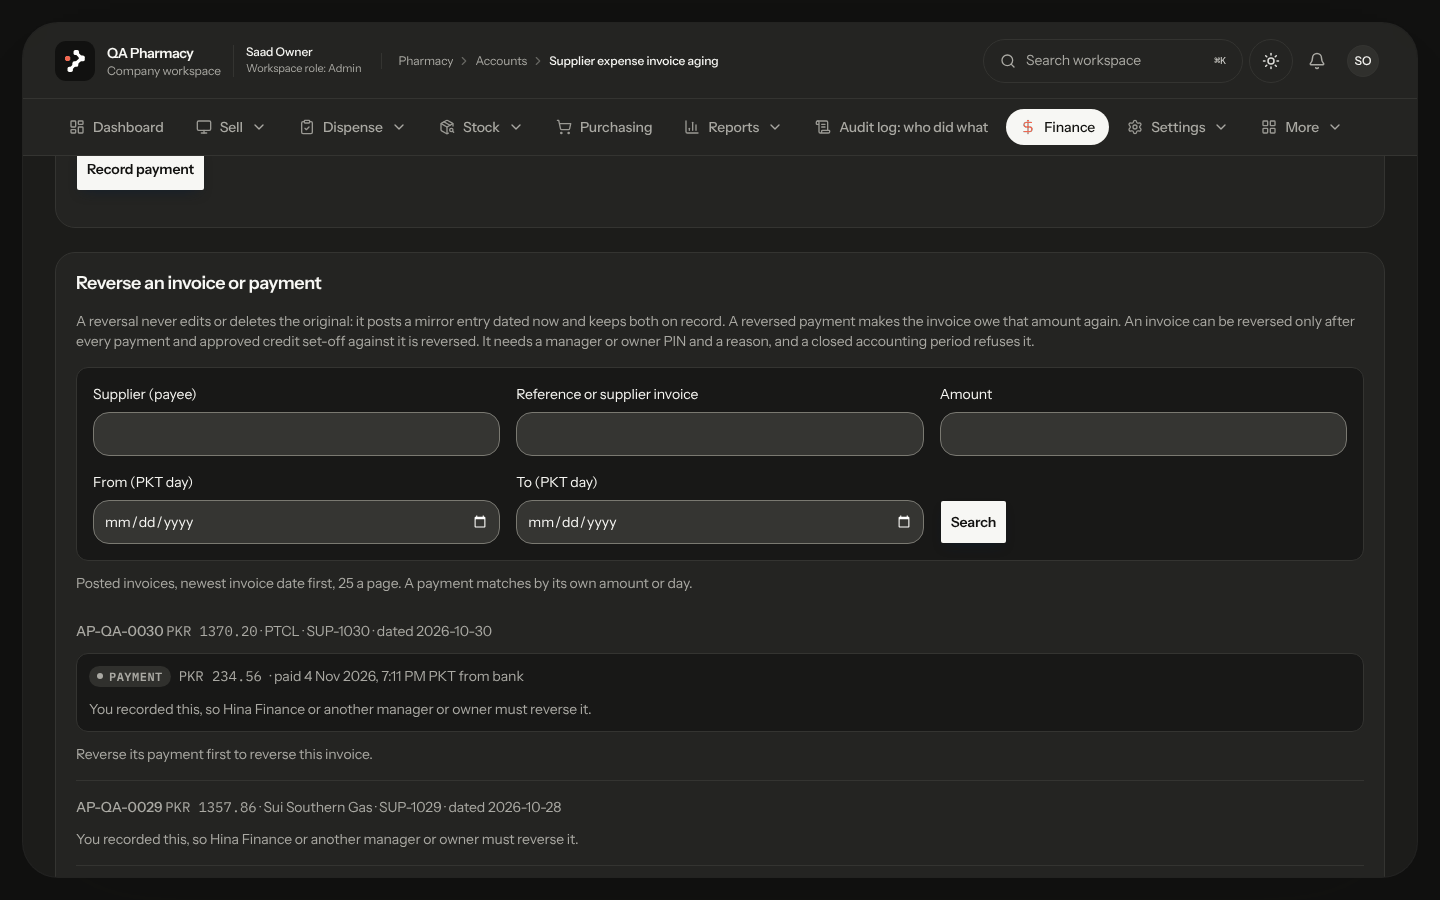 QA Pharmacy
Company workspace
Saad Owner
Workspace role: Admin
Pharmacy > Accounts > Supplier expense invoice aging
Search workspace ⌘K
SO
Dashboard Sell Dispense Stock Purchasing Reports Audit log: who did what Finance Settings More
Record payment
Reverse an invoice or payment
A reversal never edits or deletes the original: it posts a mirror entry dated now and keeps both on record. A reversed payment makes the invoice owe that amount again. An invoice can be reversed only after
every payment and approved credit set-off against it is reversed. It needs a manager or owner PIN and a reason, and a closed accounting period refuses it.
Supplier (payee) Reference or supplier invoice Amount
From (PKT day) To (PKT day)
mm/dd/yyyy mm/dd/yyyy Search
Posted invoices, newest invoice date first, 25 a page. A payment matches by its own amount or day.
AP-QA-0030 PKR 1370.20 · PTCL · SUP-1030 · dated 2026-10-30
PAYMENT PKR 234.56 · paid 4 Nov 2026, 7:11 PM PKT from bank
You recorded this, so Hina Finance or another manager or owner must reverse it.
Reverse its payment first to reverse this invoice.
AP-QA-0029 PKR 1357.86 · Sui Southern Gas · SUP-1029 · dated 2026-10-28
You recorded this, so Hina Finance or another manager or owner must reverse it.